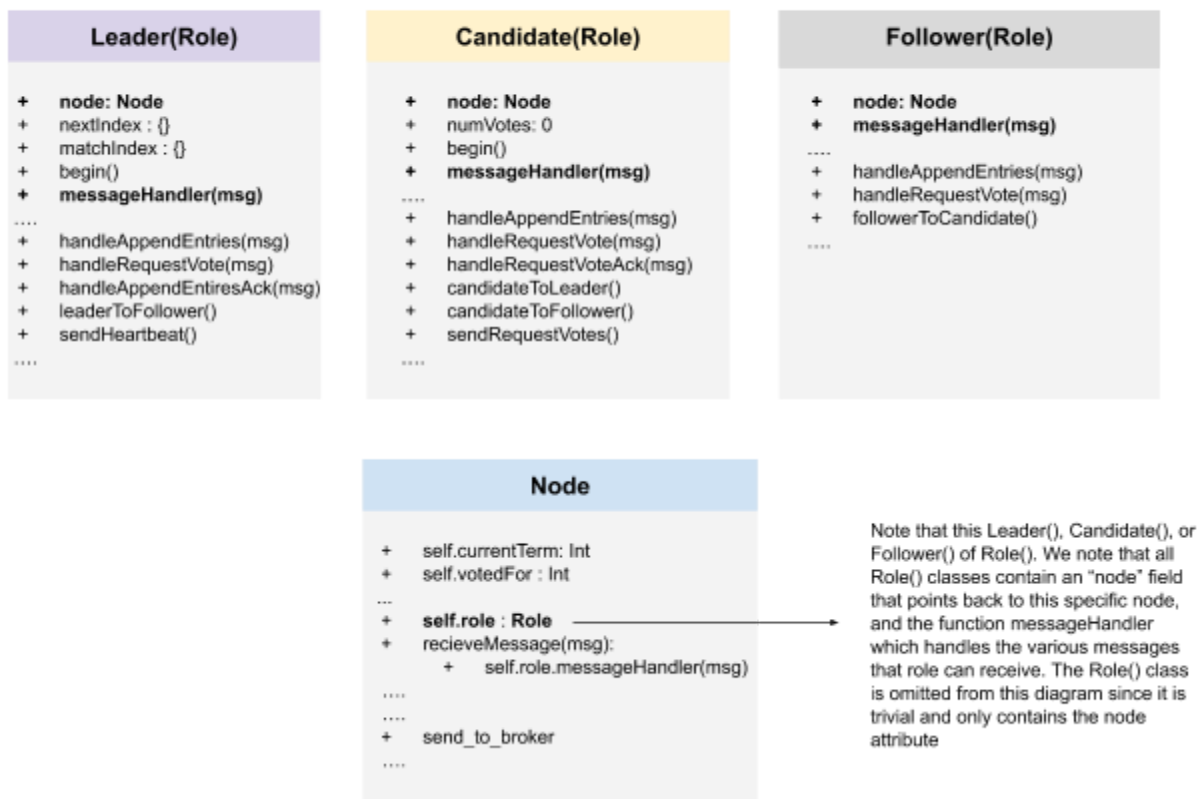 Leader(Role)
+ node: Node
+ nextIndex : {}
+ matchIndex : {}
+ begin()
+ messageHandler(msg)
....
+ handleAppendEntries(msg)
+ handleRequestVote(msg)
+ handleAppendEntiresAck(msg)
+ leaderToFollower()
+ sendHeartbeat()
....
Candidate(Role)
+ node: Node
+ numVotes: 0
+ begin()
+ messageHandler(msg)
....
+ handleAppendEntries(msg)
+ handleRequestVote(msg)
+ handleRequestVoteAck(msg)
+ candidateToLeader()
+ candidateToFollower()
+ sendRequestVotes()
....
Follower(Role)
+ node: Node
+ messageHandler(msg)
....
+ handleAppendEntries(msg)
+ handleRequestVote(msg)
+ followerToCandidate()
....
Node
+ self.currentTerm: Int
+ self.votedFor : Int
...
+ self.role : Role
+ recieveMessage(msg):
+ self.role.messageHandler(msg)
....
....
+ send_to_broker
....
Note that this Leader(), Candidate(), or
Follower() of Role(). We note that all
Role() classes contain an “node” field
that points back to this specific node,
and the function messageHandler
which handles the various messages
that role can receive. The Role() class
is omitted from this diagram since it is
trivial and only contains the node
attribute